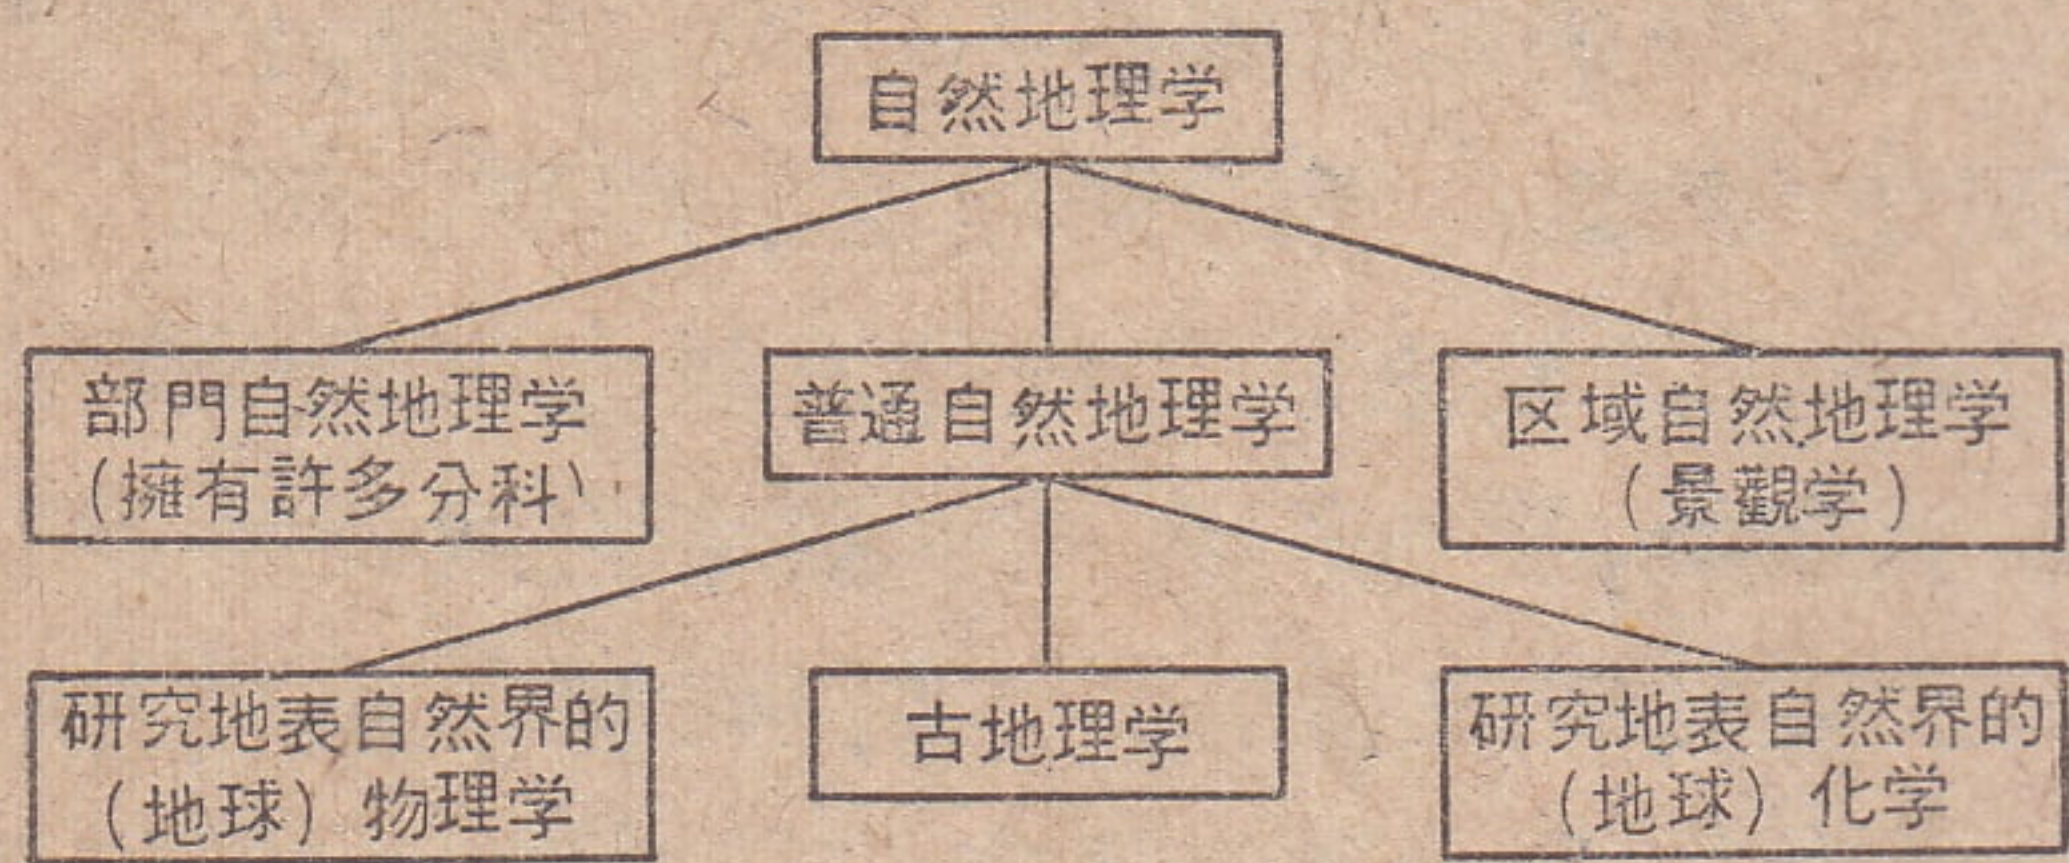 自然地理学
部門自然地理学
(擁有許多分科)
普通自然地理学
区域自然地理学
(景觀学)
研究地表自然界的
(地球) 物理学
古地理学
研究地表自然界的
(地球) 化学